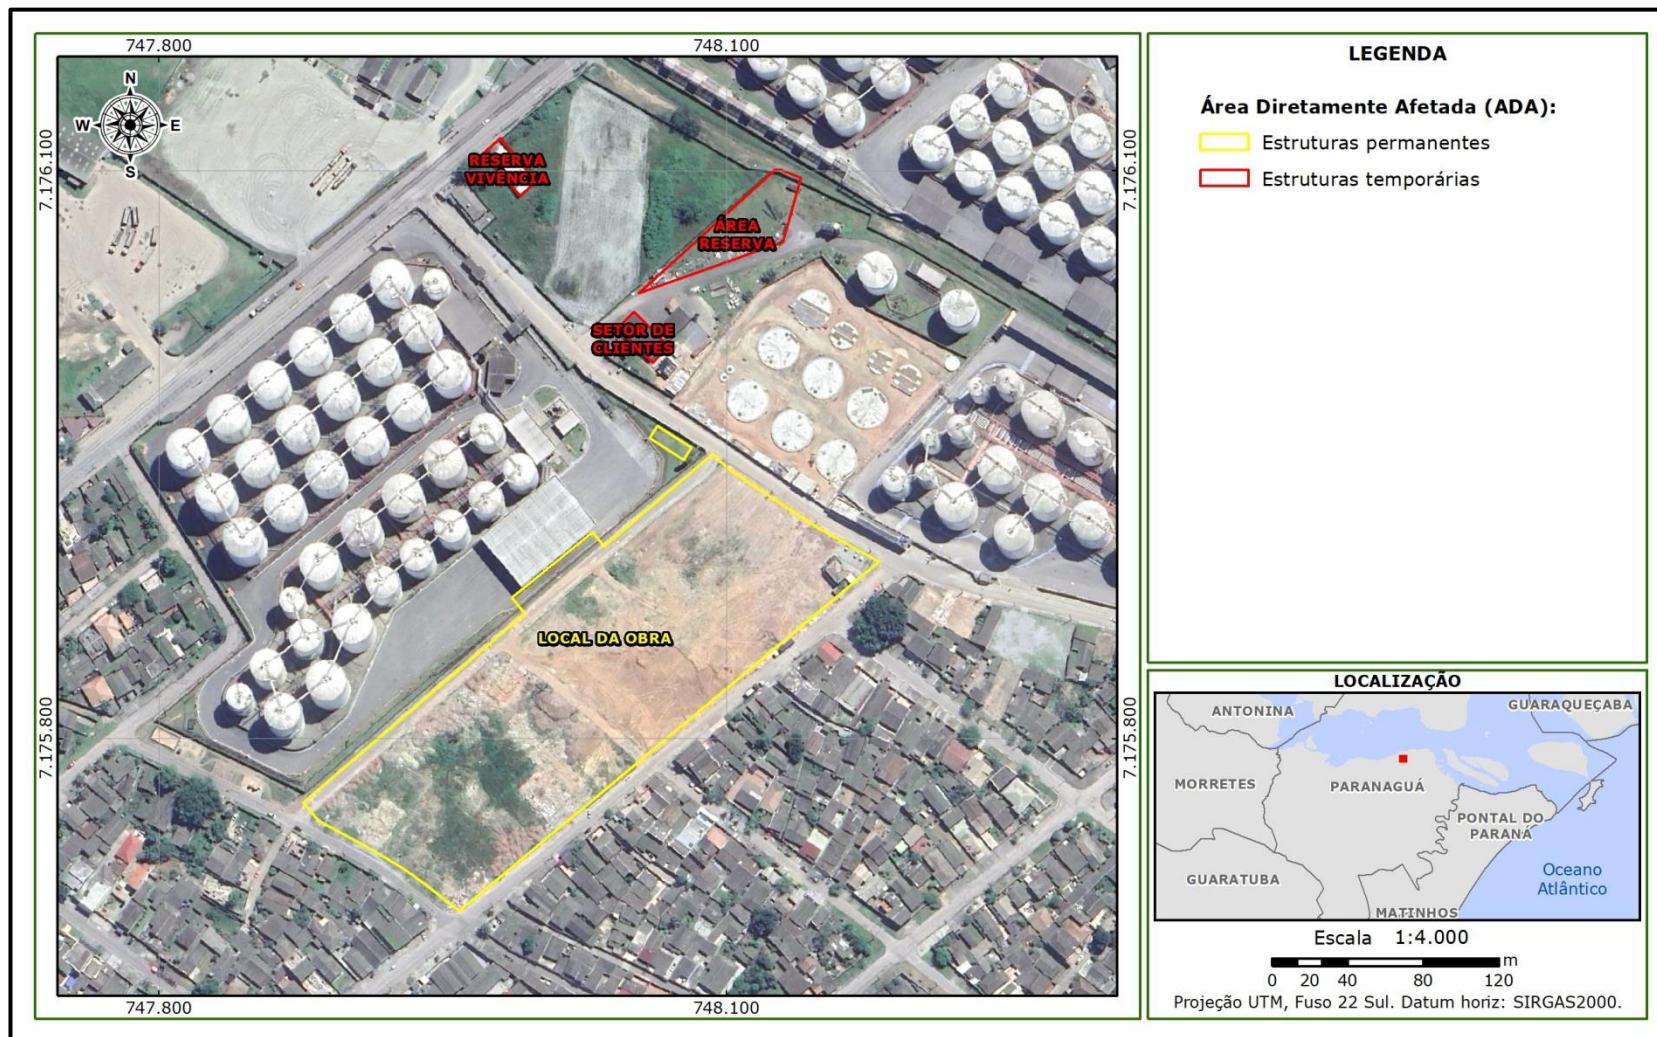 747.800
748.100
N
W
E
S
7.176.100
7.176.100
RESERVA
VIVÊNCIA
ÁREA
RESERVA
SETOR DE
CLIENTES
LOCAL DA OBRA
7.175.800
7.175.800
747.800
748.100
LEGENDA
Área Diretamente Afetada (ADA):
Estruturas permanentes
Estruturas temporárias
LOCALIZAÇÃO
ANTONINA
GUARAQUEÇABA
MORRETES
PARANAGUÁ
PONTAL DO
PARANÁ
GUARATUBA
Oceano
Atlântico
MATINHOS
Escala 1:4.000
0 20 40 80 120 m
Projeção UTM, Fuso 22 Sul. Datum horiz: SIRGAS2000.